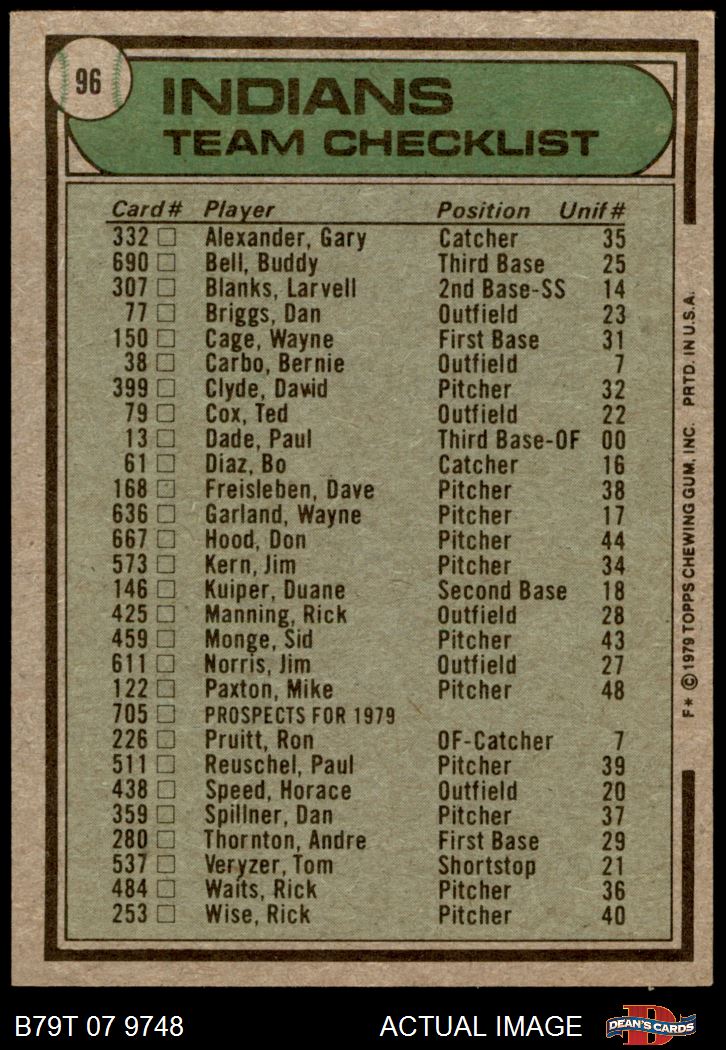 96
INDIANS
TEAM CHECKLIST
Card # Player Position Unif #
332 Alexander, Gary Catcher 35
690 Bell, Buddy Third Base 25
307 Blanks, Larvell 2nd Base-SS 14
77 Briggs, Dan Outfield 23
150 Cage, Wayne First Base 31
38 Carbo, Bernie Outfield 7
399 Clyde, David Pitcher 32
79 Cox, Ted Outfield 22
13 Dade, Paul Third Base-OF 00
61 Diaz, Bo Catcher 16
168 Freisleben, Dave Pitcher 38
636 Garland, Wayne Pitcher 17
667 Hood, Don Pitcher 44
573 Kern, Jim Pitcher 34
146 Kuiper, Duane Second Base 18
425 Manning, Rick Outfield 28
459 Monge, Sid Pitcher 43
611 Norris, Jim Outfield 27
122 Paxton, Mike Pitcher 48
705 PROSPECTS FOR 1979
226 Pruitt, Ron OF-Catcher 7
511 Reuschel, Paul Pitcher 39
438 Speed, Horace Outfield 20
359 Spillner, Dan Pitcher 37
280 Thornton, Andre First Base 29
537 Veryzer, Tom Shortstop 21
484 Waits, Rick Pitcher 36
253 Wise, Rick Pitcher 40
F* © 1979 TOPPS CHEWING GUM, INC. PRTD. IN U.S.A.
B79T 07 9748 ACTUAL IMAGE
D
DEAN'S CARDS